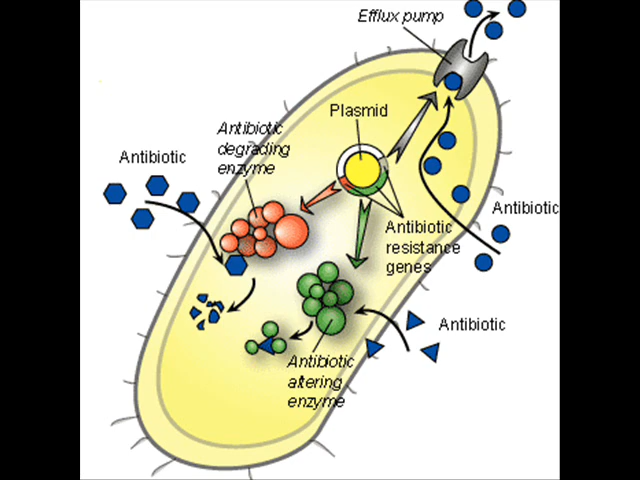 Efflux pump
Plasmid
Antibiotic
degrading
enzyme
Antibiotic
Antibiotic
Antibiotic
resistance
genes
Antibiotic
Antibiotic
altering
enzyme